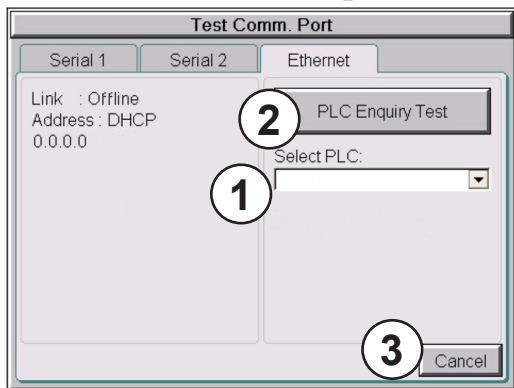 Test Comm. Port
Serial 1
Serial 2
Ethernet
Link : Offline
Address : DHCP
0.0.0.0
2
PLC Enquiry Test
Select PLC:
1
3
Cancel